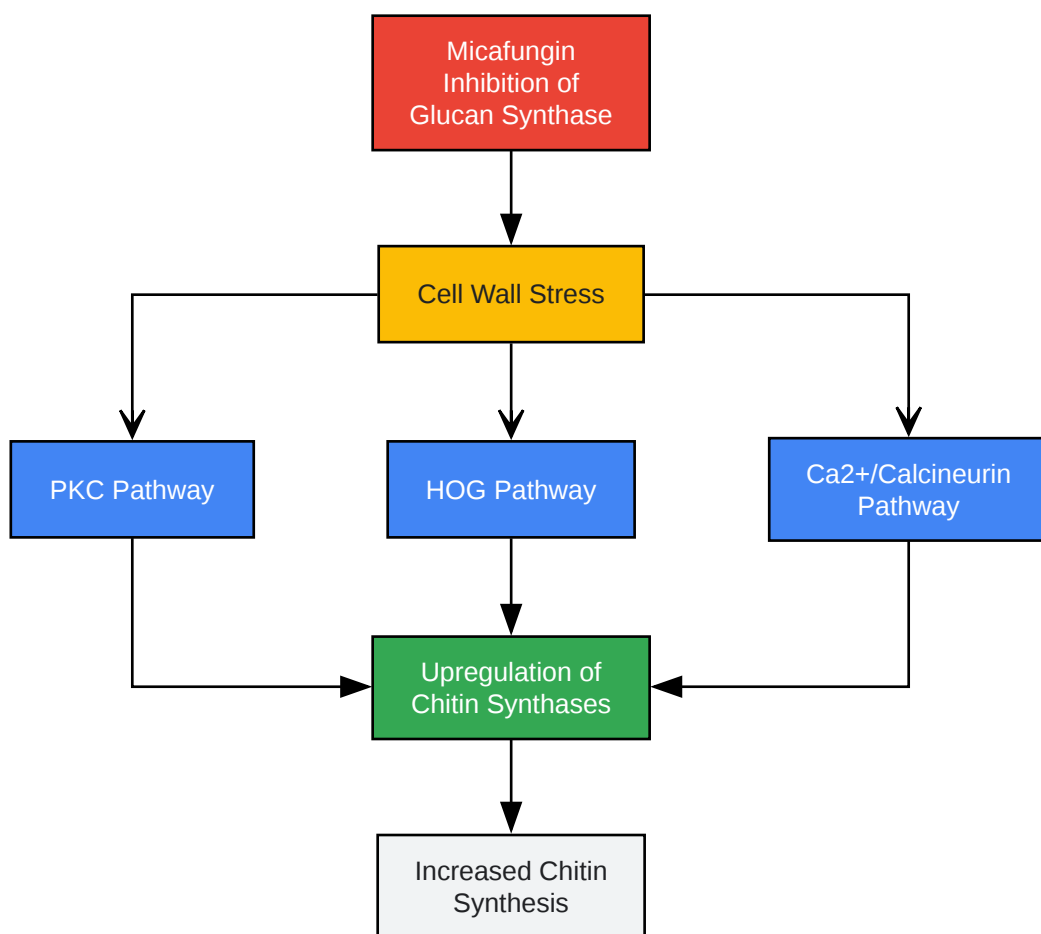 Micafungin
Inhibition of
Glucan Synthase
Cell Wall Stress
PKC Pathway
HOG Pathway
Ca2+/Calcineurin
Pathway
Upregulation of
Chitin Synthases
Increased Chitin
Synthesis